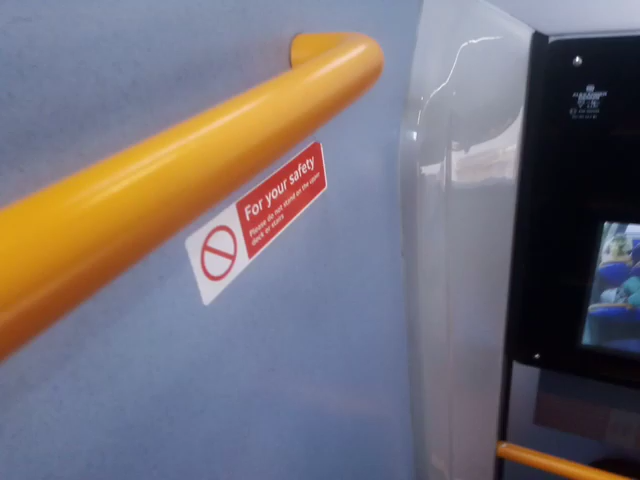 For your safety
Please do not stand on the upper
deck or stairs